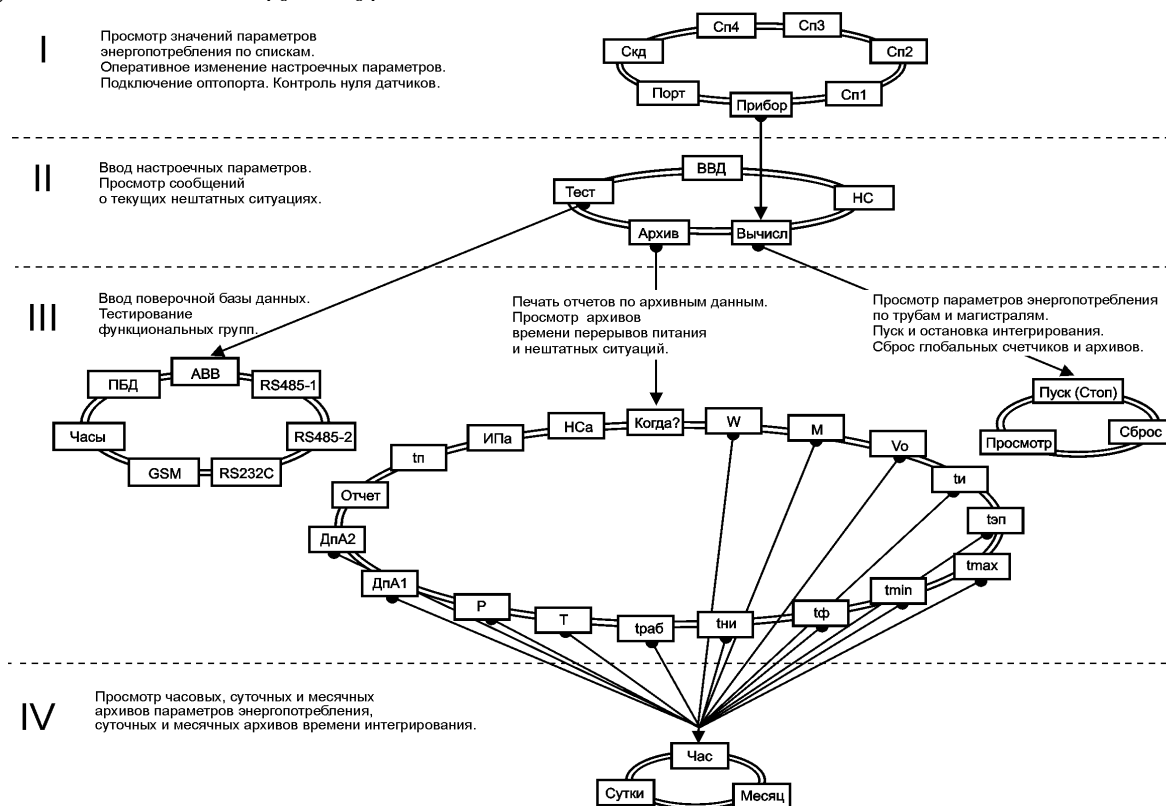 I
Просмотр значений параметров
энергопотребления по спискам.
Оперативное изменение настроечных параметров.
Подключение оптопорта. Контроль нуля датчиков.
Сп4
Сп3
Скд
Сп2
Порт
Прибор
Сп1
II
Ввод настроечных параметров.
Просмотр сообщений
о текущих нештатных ситуациях.
ВВД
Тест
НС
Архив
Вычисл
III
Ввод поверочной базы данных.
Тестирование
функциональных групп.
Печать отчетов по архивным данным.
Просмотр архивов
времени перерывов питания
и нештатных ситуаций.
Просмотр параметров энергопотребления
по трубам и магистралям.
Пуск и остановка интегрирования.
Сброс глобальных счетчиков и архивов.
ПБД
АВВ
RS485-1
Часы
RS485-2
GSM
RS232C
Пуск (Стоп)
Просмотр
Сброс
tп
ИПа
НСа
Когда?
W
M
Vo
tи
tэп
tmax
Отчет
ДпА2
ДпА1
P
T
tраб
tни
tф
tmin
IV
Просмотр часовых, суточных и месячных
архивов параметров энергопотребления,
суточных и месячных архивов времени интегрирования.
Час
Сутки
Месяц